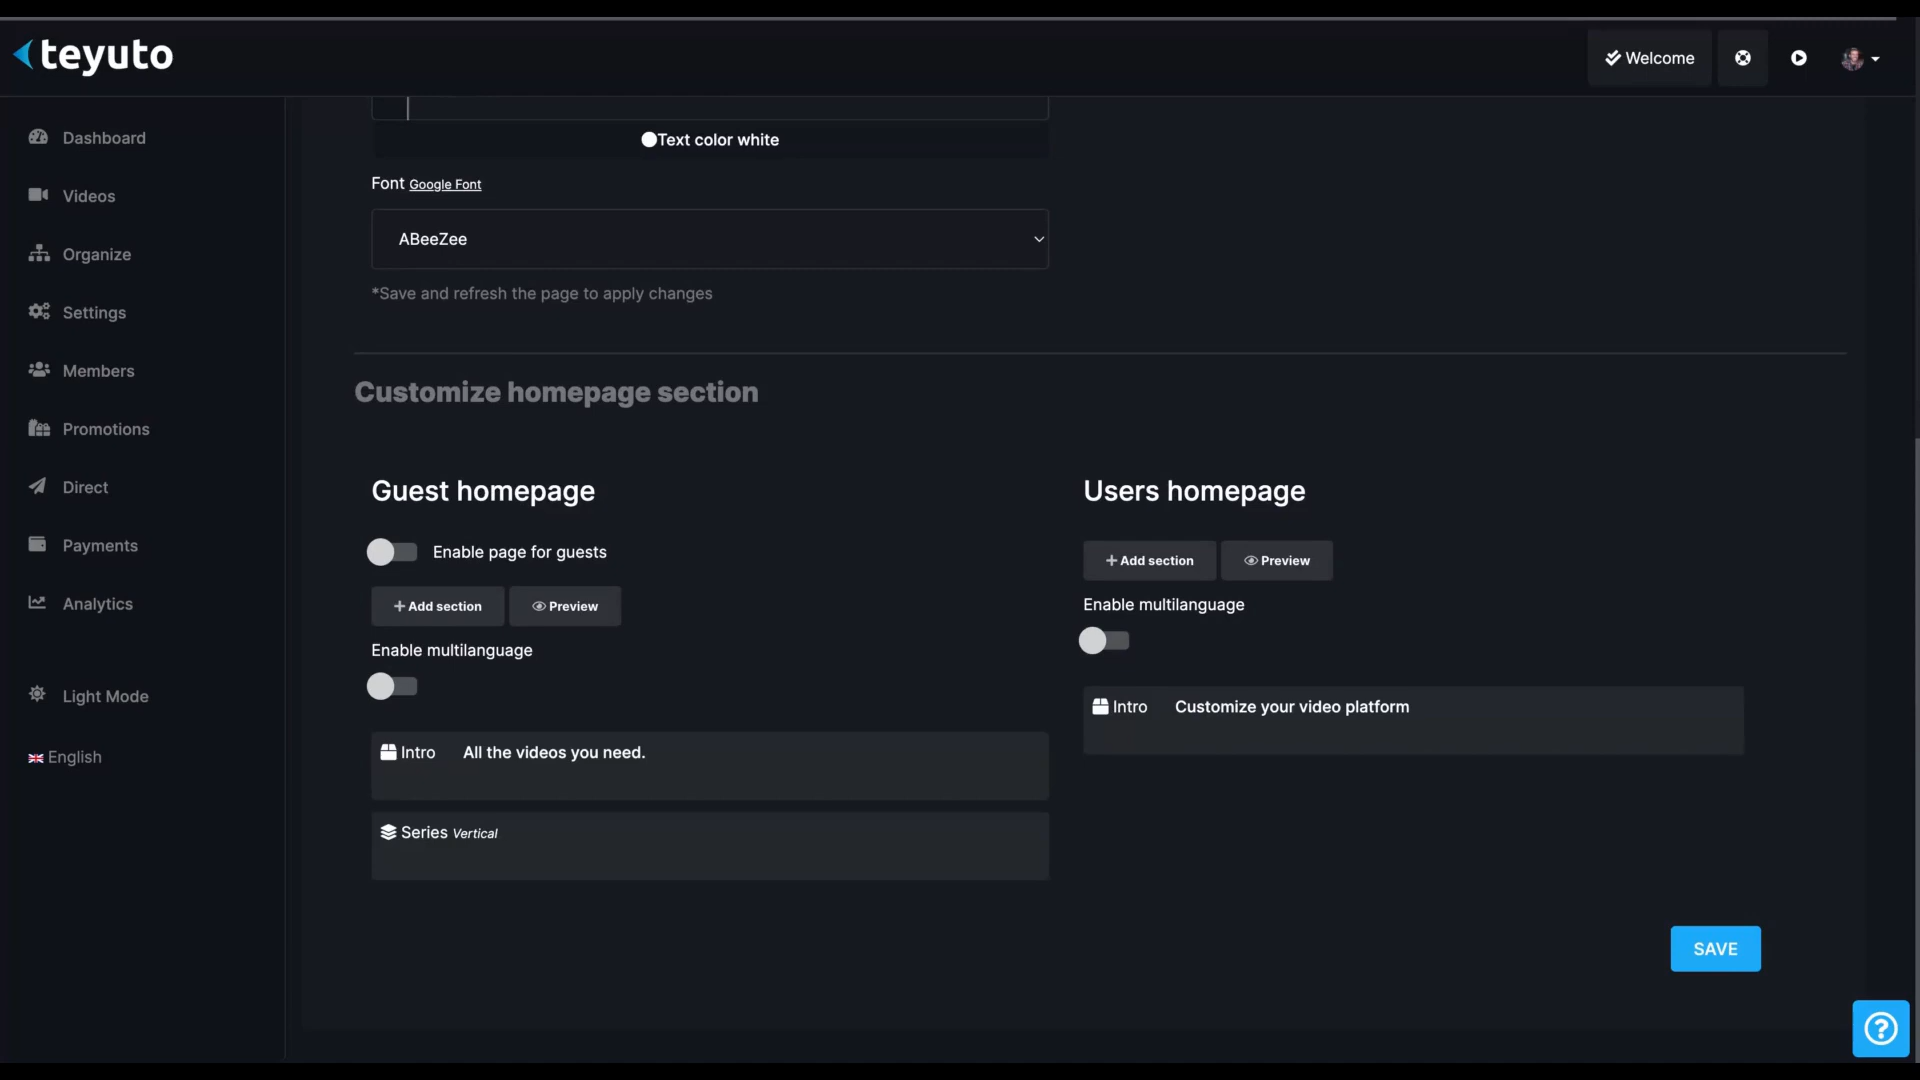 teyuto
Welcome
Dashboard
Videos
Organize
Settings
Members
Promotions
Direct
Payments
Analytics
Light Mode
English
Text color white
Font Google Font
ABeeZee
*Save and refresh the page to apply changes
Customize homepage section
Guest homepage
Enable page for guests
+ Add section Preview
Enable multilanguage
Intro All the videos you need.
Series Vertical
Users homepage
+ Add section Preview
Enable multilanguage
Intro Customize your video platform
SAVE